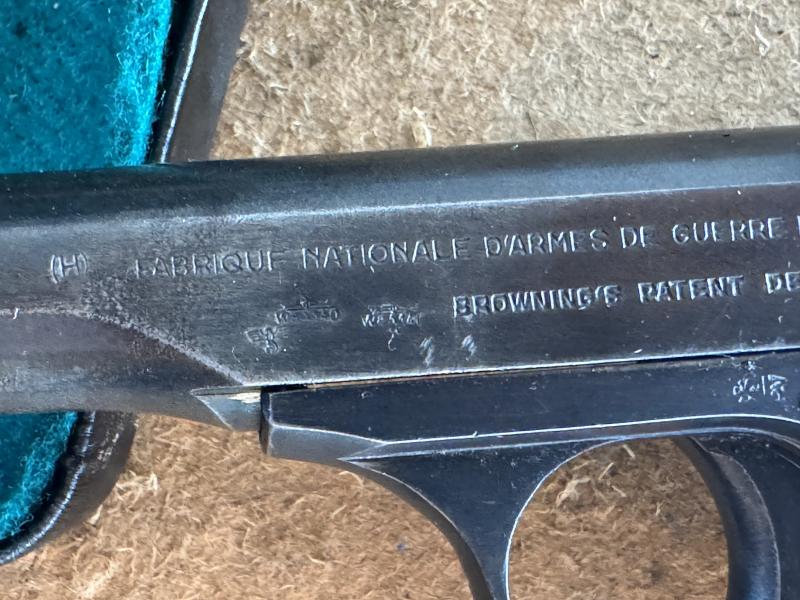 (H) FABRIQUE NATIONALE D'ARMES DE GUERRE
BROWNING'S PATENT DE